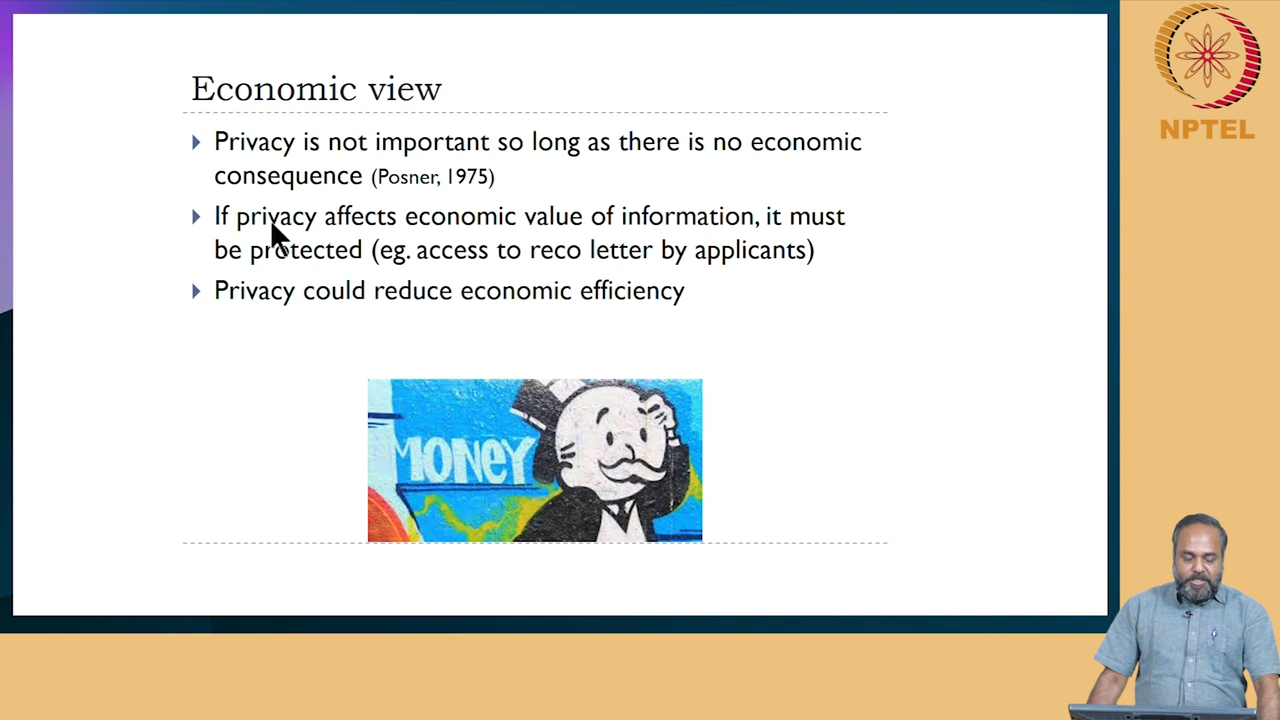 Economic view
Privacy is not important so long as there is no economic
consequence (Posner, 1975)
If privacy affects economic value of information, it must
be protected (eg. access to reco letter by applicants)
Privacy could reduce economic efficiency
MONEY
NPTEL